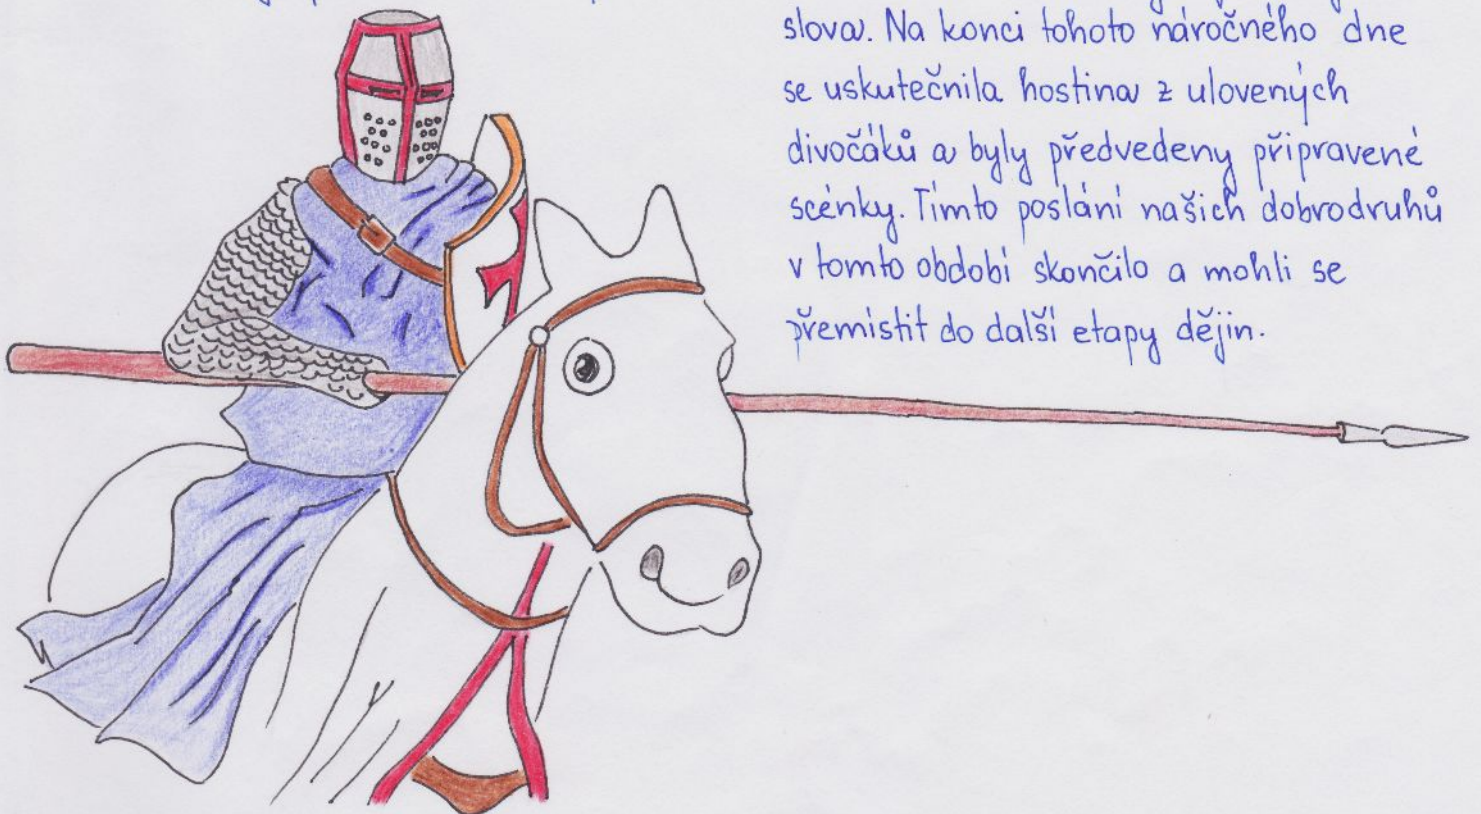 slova. Na konci tohoto náročného dne
se uskutečnila hostina z ulovených
divočáků a byly předvedeny připravené
scénky. Tímto poslání našich dobrodruhů
v tomto období skončilo a mohli se
přemístit do další etapy dějin.